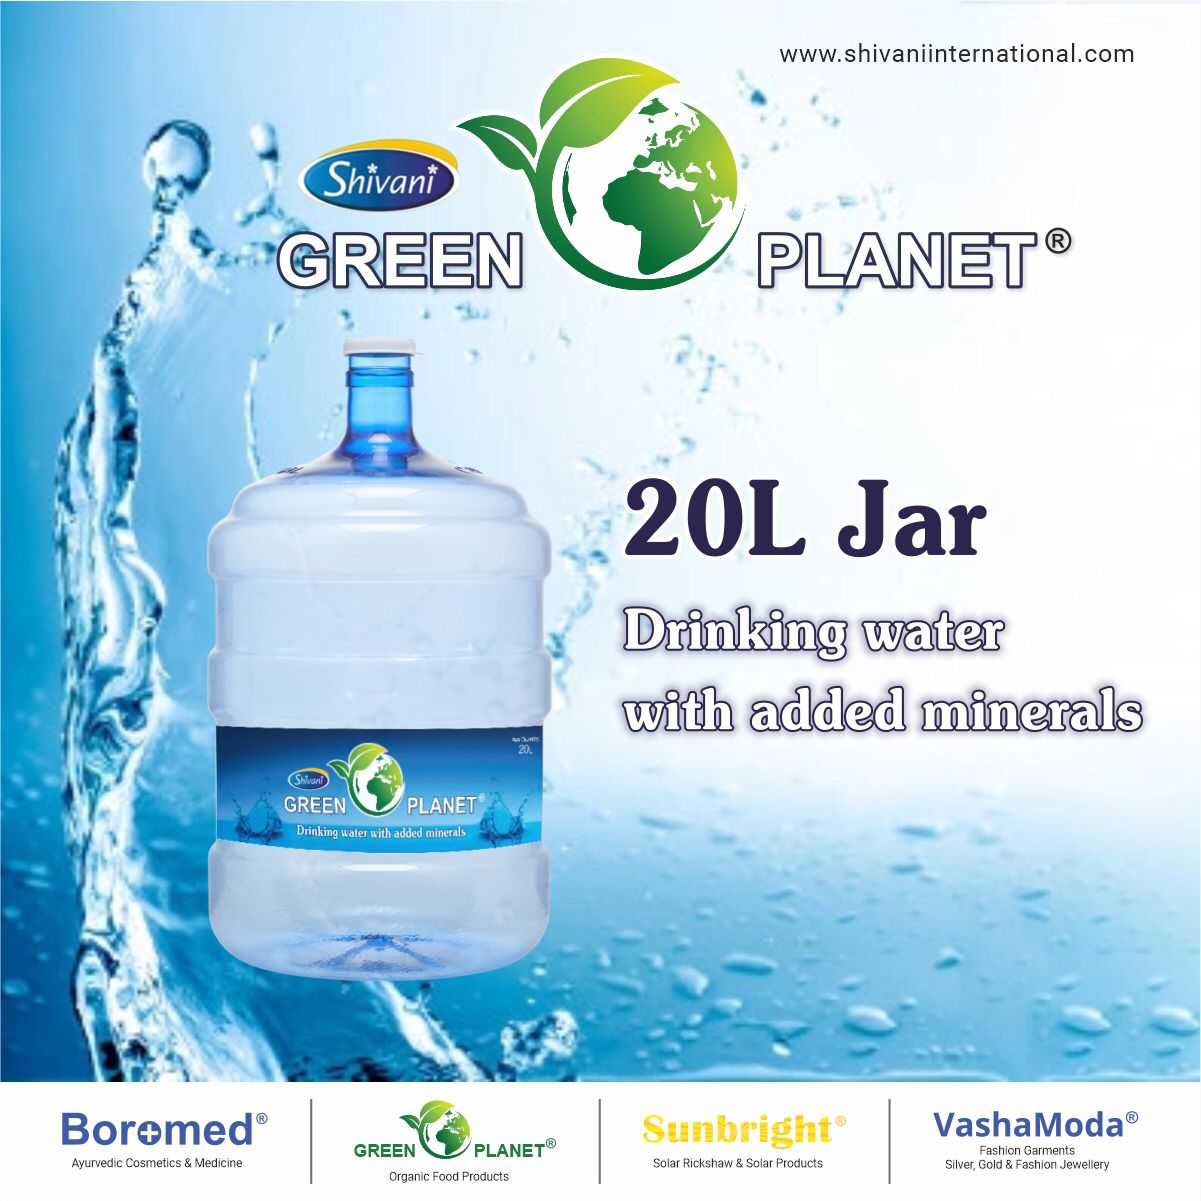 www.shivaniinternational.com
Shivani
GREEN PLANET®
20L Jar
Drinking water
with added minerals
20L
Shivani
GREEN PLANET®
Drinking water with added minerals
Boromed®
Ayurvedic Cosmetics & Medicine
GREEN PLANET®
Organic Food Products
Sunbright®
Solar Rickshaw & Solar Products
VashaModa®
Fashion Garments
Silver, Gold & Fashion Jewellery